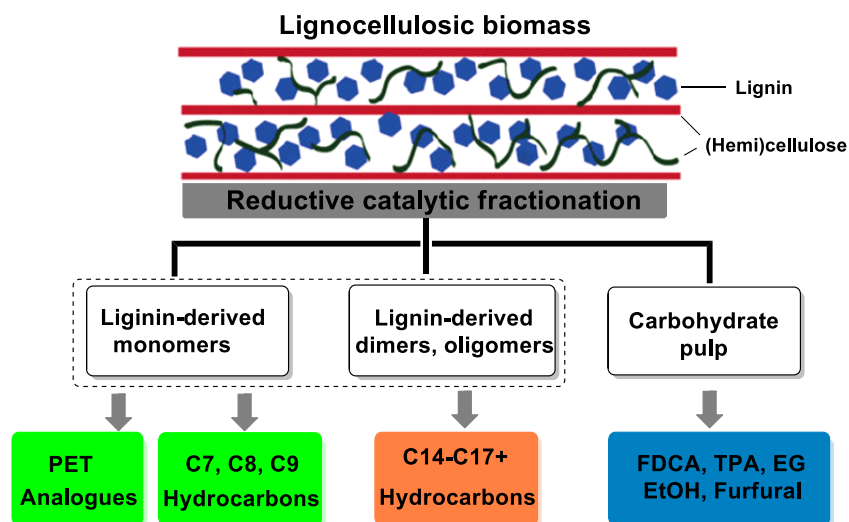 Lignocellulosic biomass
Lignin
(Hemi)cellulose
Reductive catalytic fractionation
Liginin-derived
monomers
Lignin-derived
dimers, oligomers
Carbohydrate
pulp
PET
Analogues
C7, C8, C9
Hydrocarbons
C14-C17+
Hydrocarbons
FDCA, TPA, EG
EtOH, Furfural